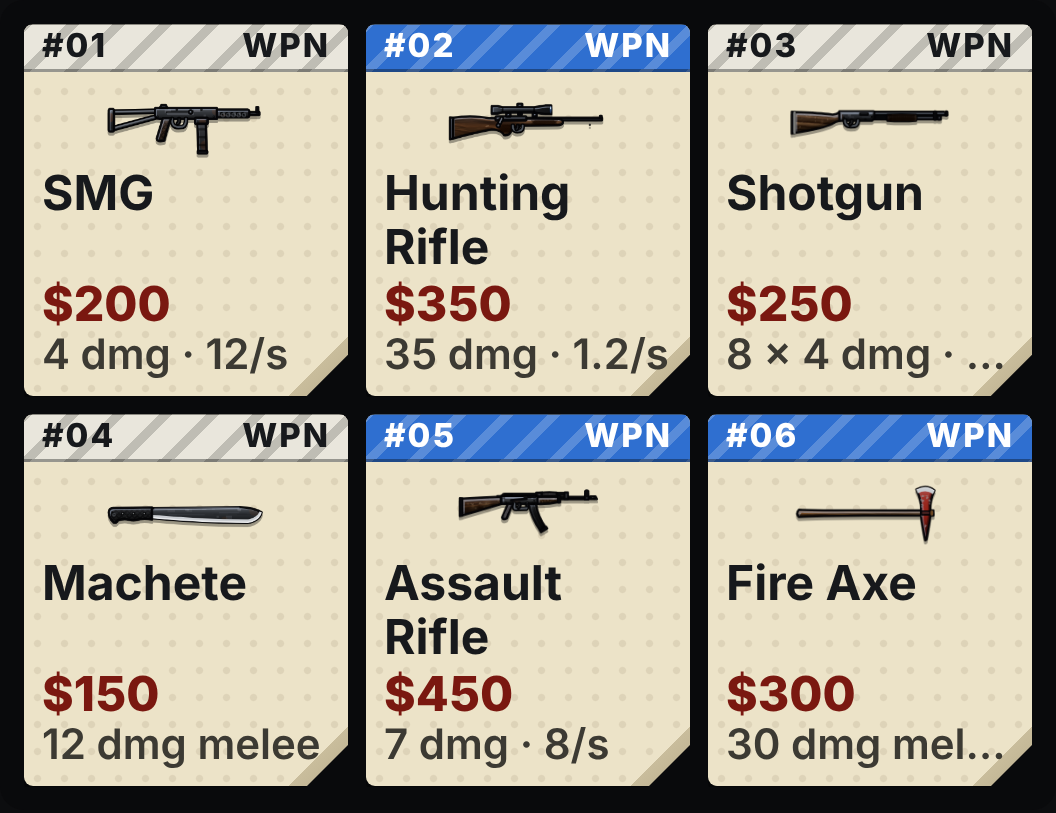 #01 WPN
SMG
$200
4 dmg · 12/s
#02 WPN
Hunting
Rifle
$350
35 dmg · 1.2/s
#03 WPN
Shotgun
$250
8 × 4 dmg · ...
#04 WPN
Machete
$150
12 dmg melee
#05 WPN
Assault
Rifle
$450
7 dmg · 8/s
#06 WPN
Fire Axe
$300
30 dmg mel...